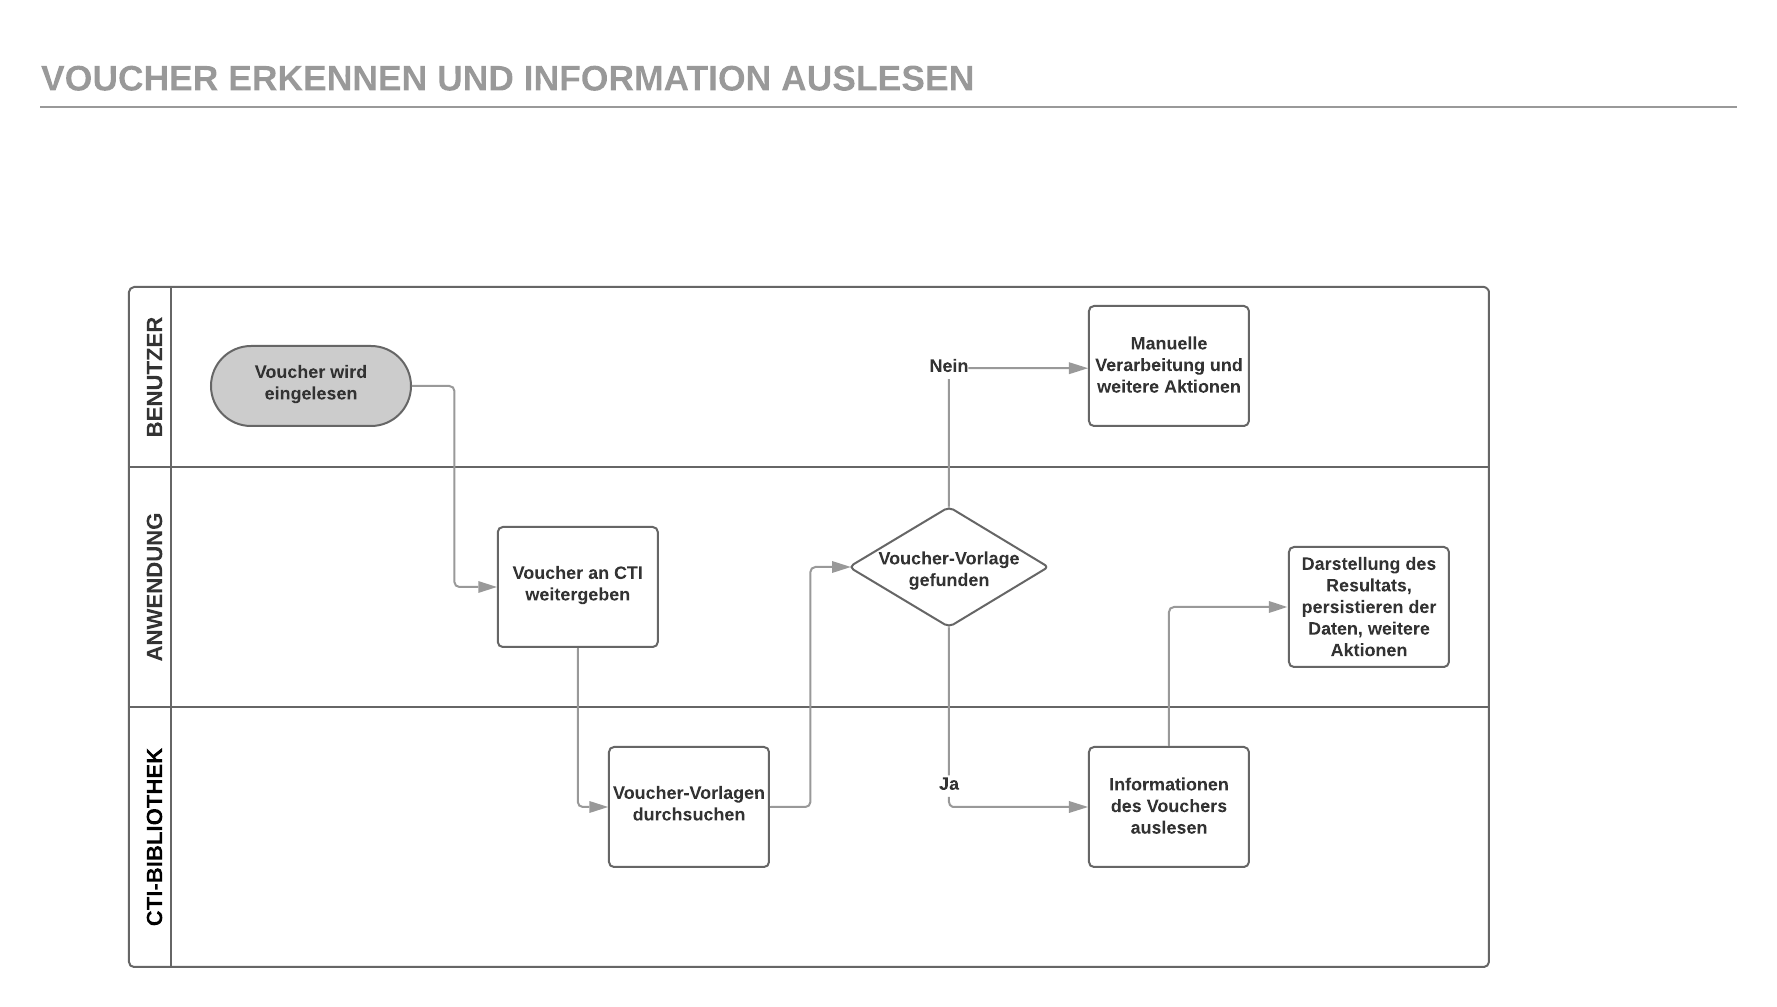 VOUCHER ERKENNEN UND INFORMATION AUSLESEN
BENUTZER
Voucher wird
eingelesen
Nein
Manuelle
Verarbeitung und
weitere Aktionen
ANWENDUNG
Voucher an CTI
weitergeben
Voucher-Vorlage
gefunden
Darstellung des
Resultats,
persistieren der
Daten, weitere
Aktionen
CTI-BIBLIOTHEK
Voucher-Vorlagen
durchsuchen
Ja
Informationen
des Vouchers
auslesen